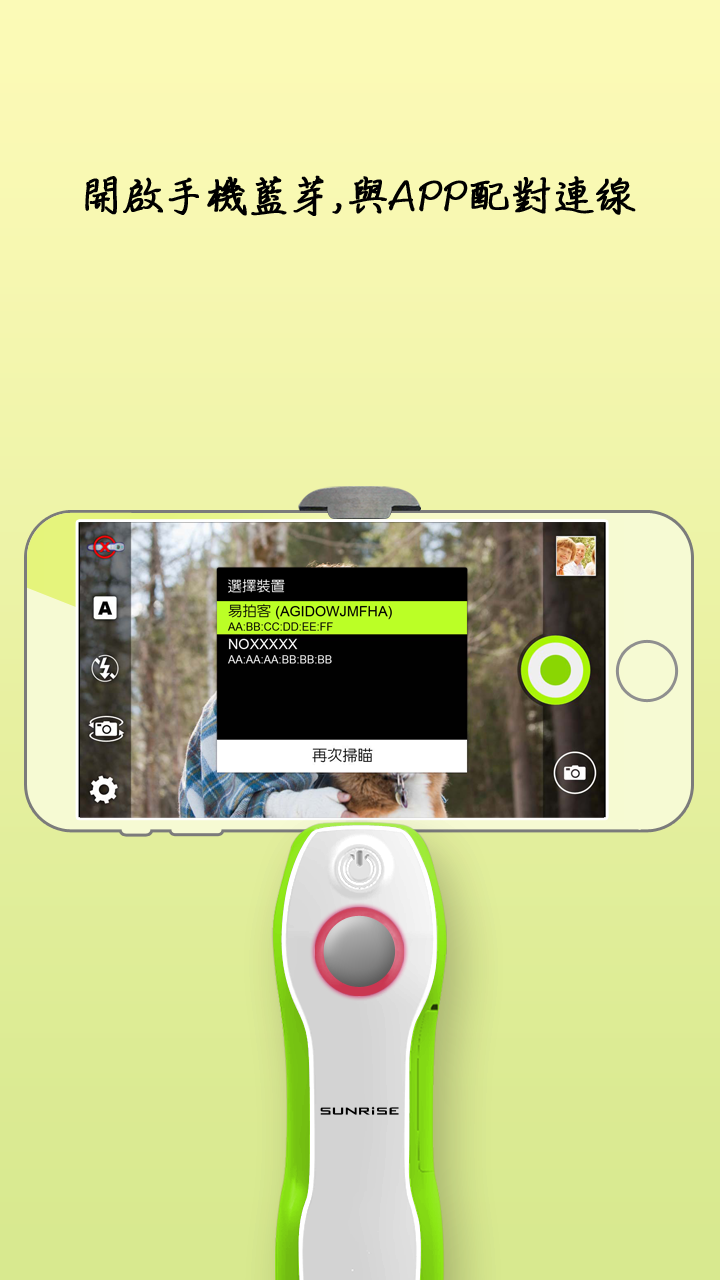 開啟手機藍芽,與APP配對連線
A
選擇裝置
易拍客 (AGIDOWJMFHA)
AA:BB:CC:DD:EE:FF
NOXXXXX
AA:AA:AA:BB:BB:BB
再次掃瞄
SUNRiSE